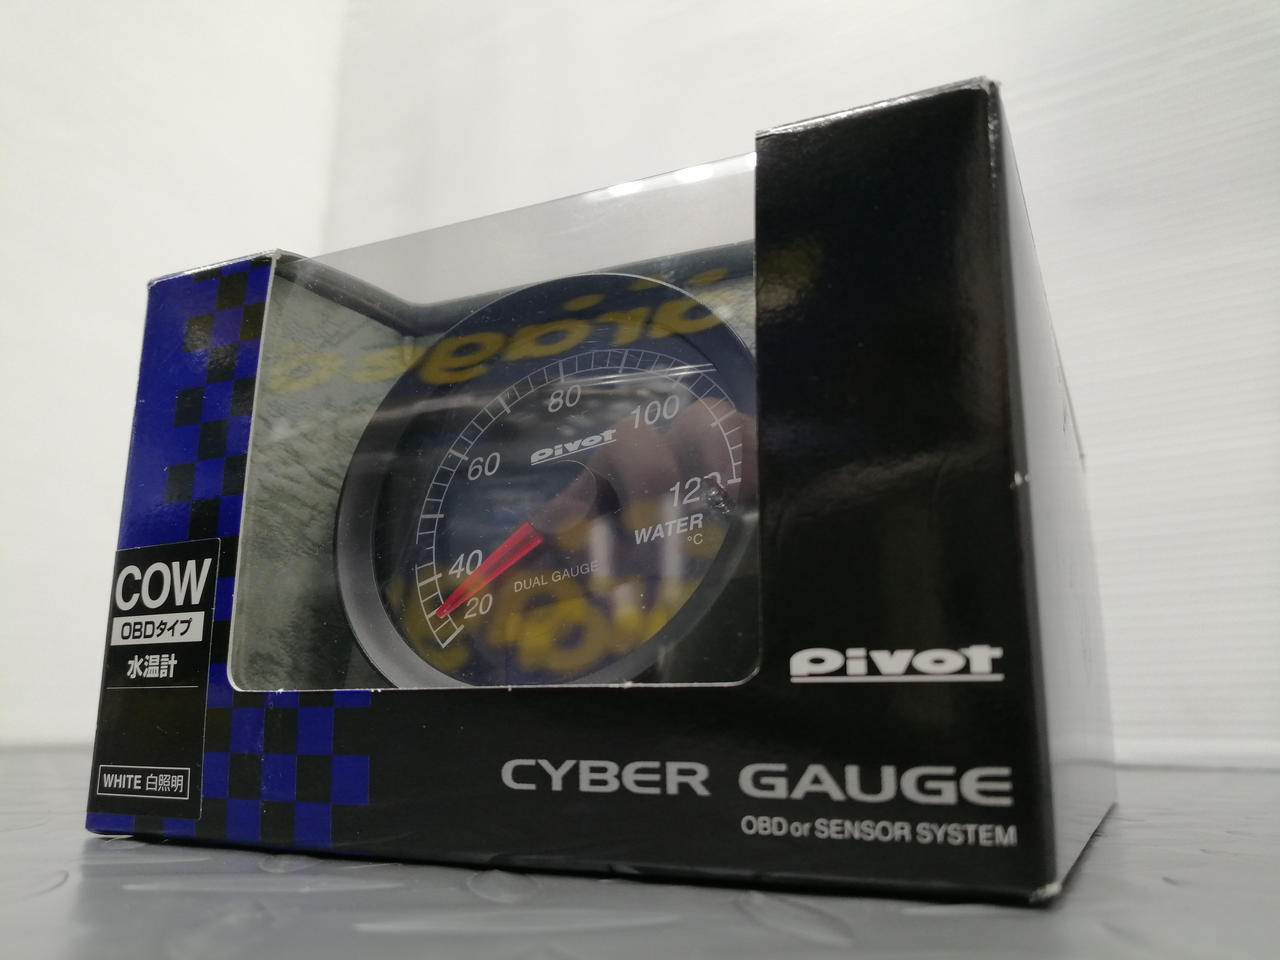 COW
OBDタイプ
水温計
WHITE 白照明
80
100
60
pivot
120
WATER
°C
40
DUAL GAUGE
20
pivot
CYBER GAUGE
OBD or SENSOR SYSTEM